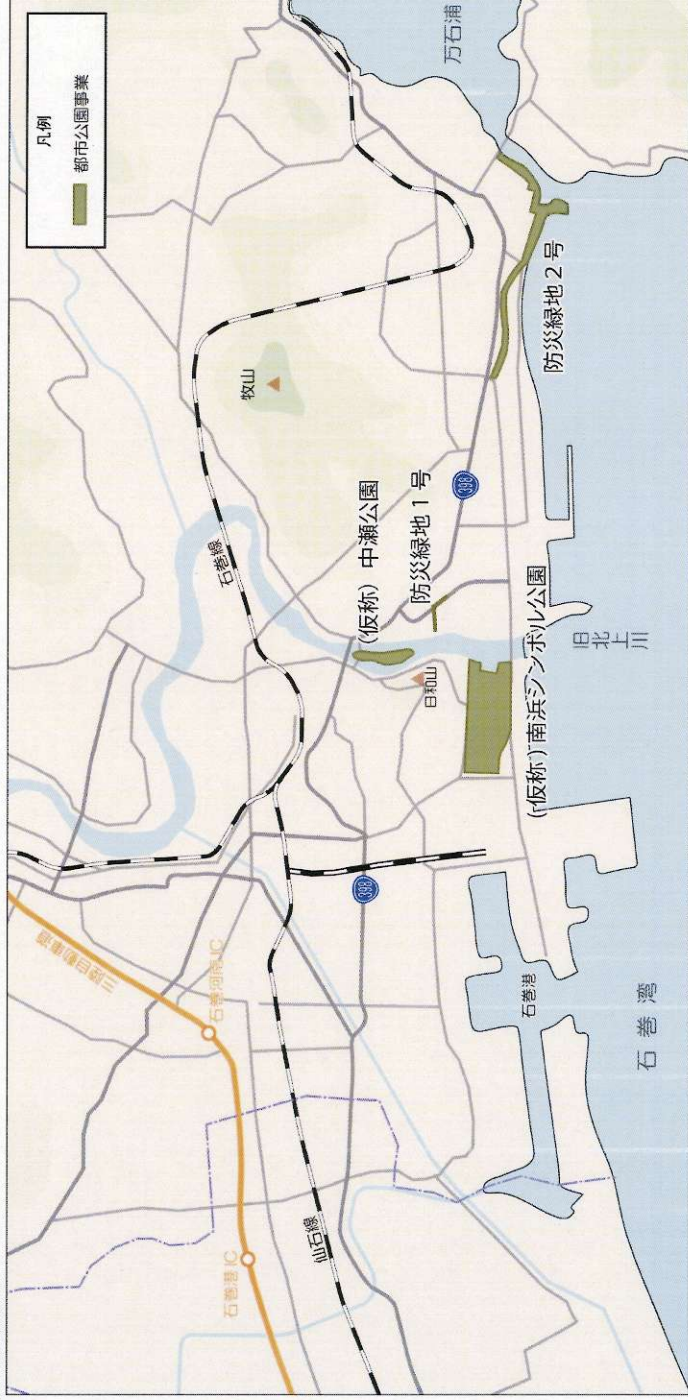 凡例
都市公園事業
万石浦
牧山
石巻線
(仮称) 中瀬公園
防災緑地1号
防災緑地2号
398
日和山
旧北上川
(仮称)南浜シンボル公園
398
三陸自動車道
石巻河南IC
石巻港
石巻湾
石巻港IC
仙石線